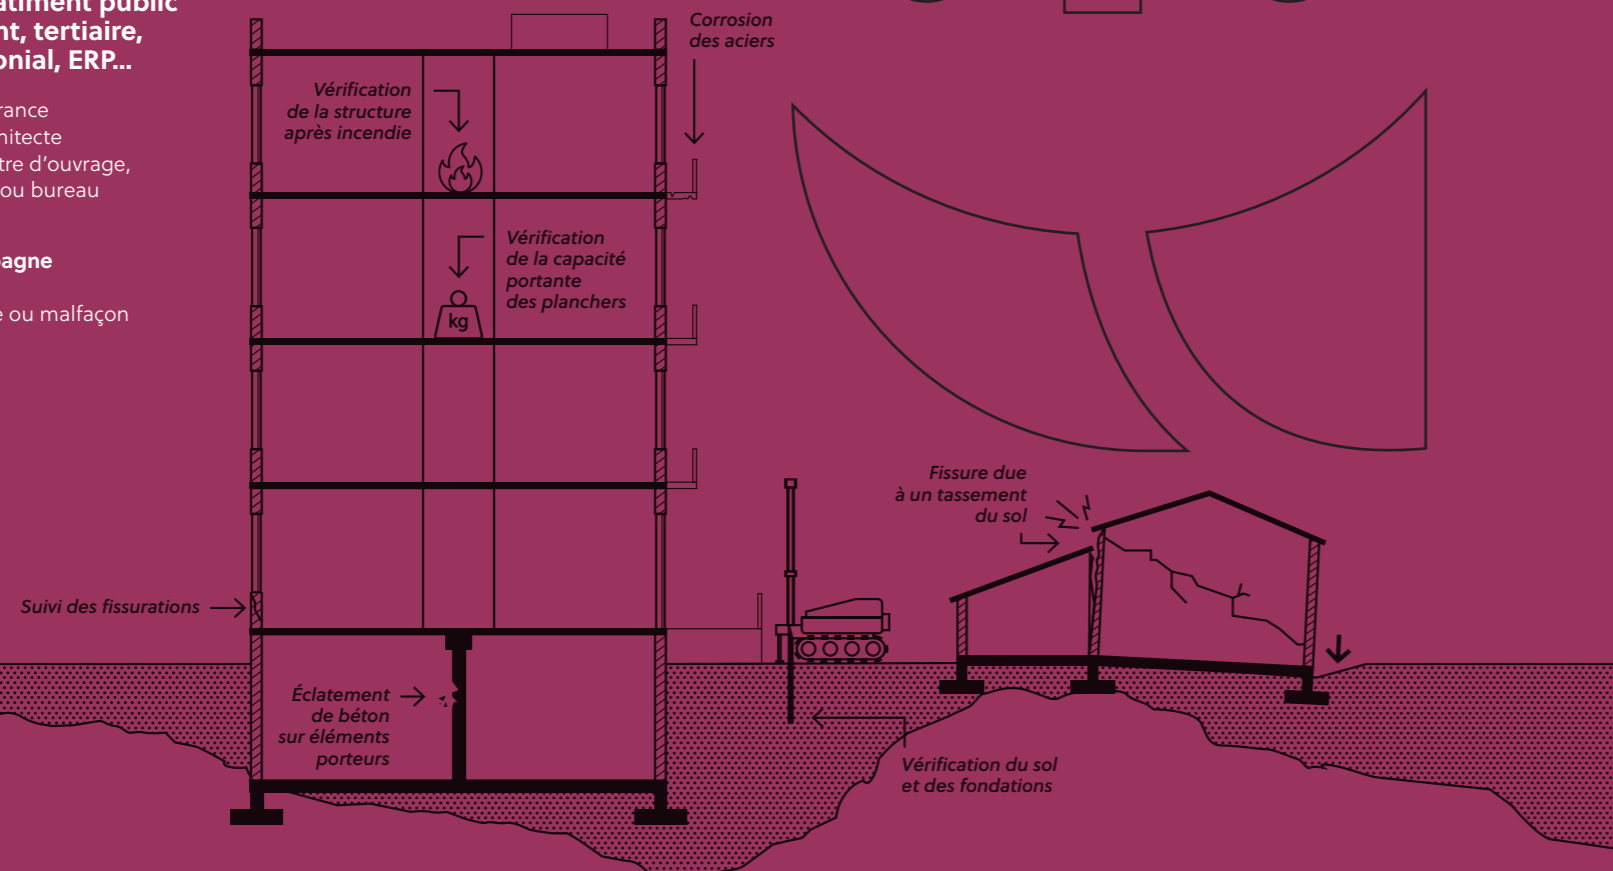 bâtiment public
nt, tertiaire,
onial, ERP...
rance
hitecte
tre d'ouvrage,
ou bureau
agne
e ou malfaçon
Corrosion
des aciers
Vérification
de la structure
après incendie
Vérification
de la capacité
portante
des planchers
kg
Fissure due
à un tassement
du sol
Suivi des fissurations
Éclatement
de béton
sur éléments
porteurs
Vérification du sol
et des fondations